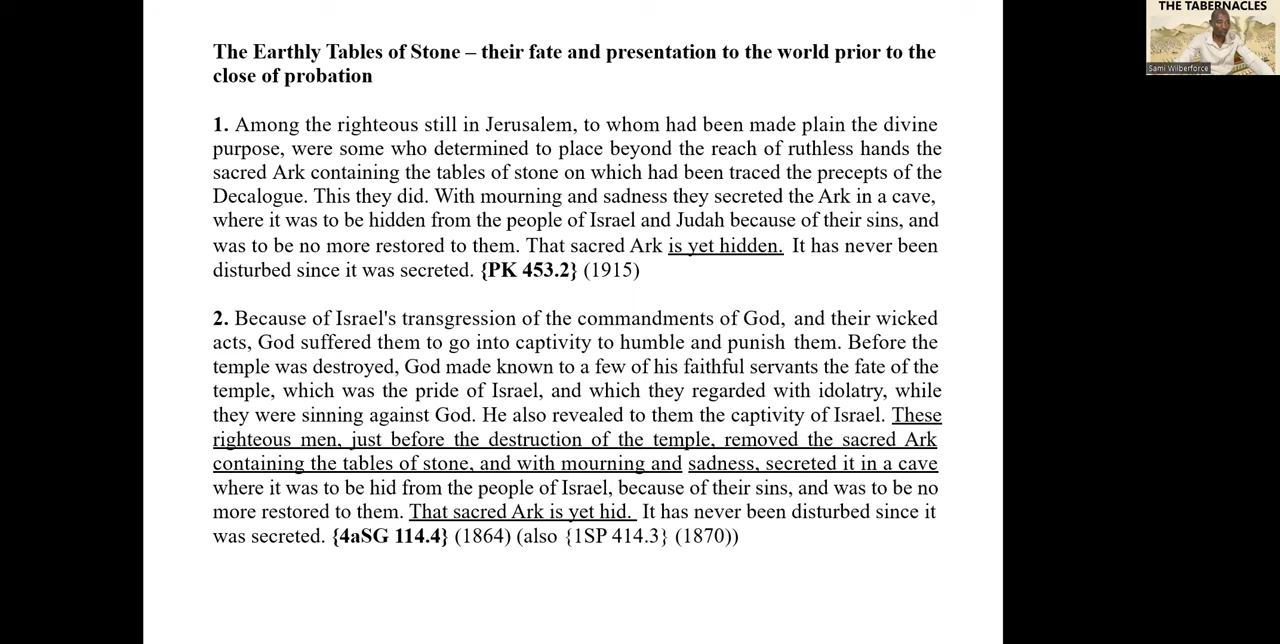 THE TABERNACLES
Sami Wilberforce
The Earthly Tables of Stone – their fate and presentation to the world prior to the
close of probation
1. Among the righteous still in Jerusalem, to whom had been made plain the divine
purpose, were some who determined to place beyond the reach of ruthless hands the
sacred Ark containing the tables of stone on which had been traced the precepts of the
Decalogue. This they did. With mourning and sadness they secreted the Ark in a cave,
where it was to be hidden from the people of Israel and Judah because of their sins, and
was to be no more restored to them. That sacred Ark is yet hidden. It has never been
disturbed since it was secreted. {PK 453.2} (1915)
2. Because of Israel's transgression of the commandments of God, and their wicked
acts, God suffered them to go into captivity to humble and punish them. Before the
temple was destroyed, God made known to a few of his faithful servants the fate of the
temple, which was the pride of Israel, and which they regarded with idolatry, while
they were sinning against God. He also revealed to them the captivity of Israel. These
righteous men, just before the destruction of the temple, removed the sacred Ark
containing the tables of stone, and with mourning and sadness, secreted it in a cave
where it was to be hid from the people of Israel, because of their sins, and was to be no
more restored to them. That sacred Ark is yet hid. It has never been disturbed since it
was secreted. {4aSG 114.4} (1864) (also {1SP 414.3} (1870))